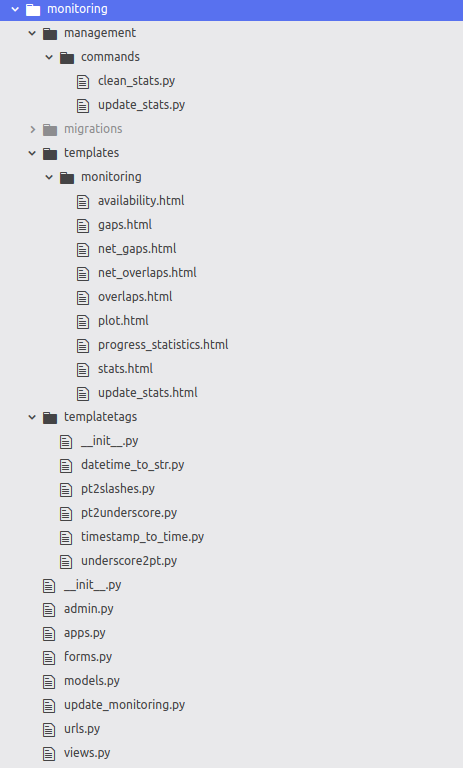 monitoring
management
commands
clean_stats.py
update_stats.py
migrations
templates
monitoring
availability.html
gaps.html
net_gaps.html
net_overlaps.html
overlaps.html
plot.html
progress_statistics.html
stats.html
update_stats.html
templatetags
__init__.py
datetime_to_str.py
pt2slashes.py
pt2underscore.py
timestamp_to_time.py
underscore2pt.py
__init__.py
admin.py
apps.py
forms.py
models.py
update_monitoring.py
urls.py
views.py